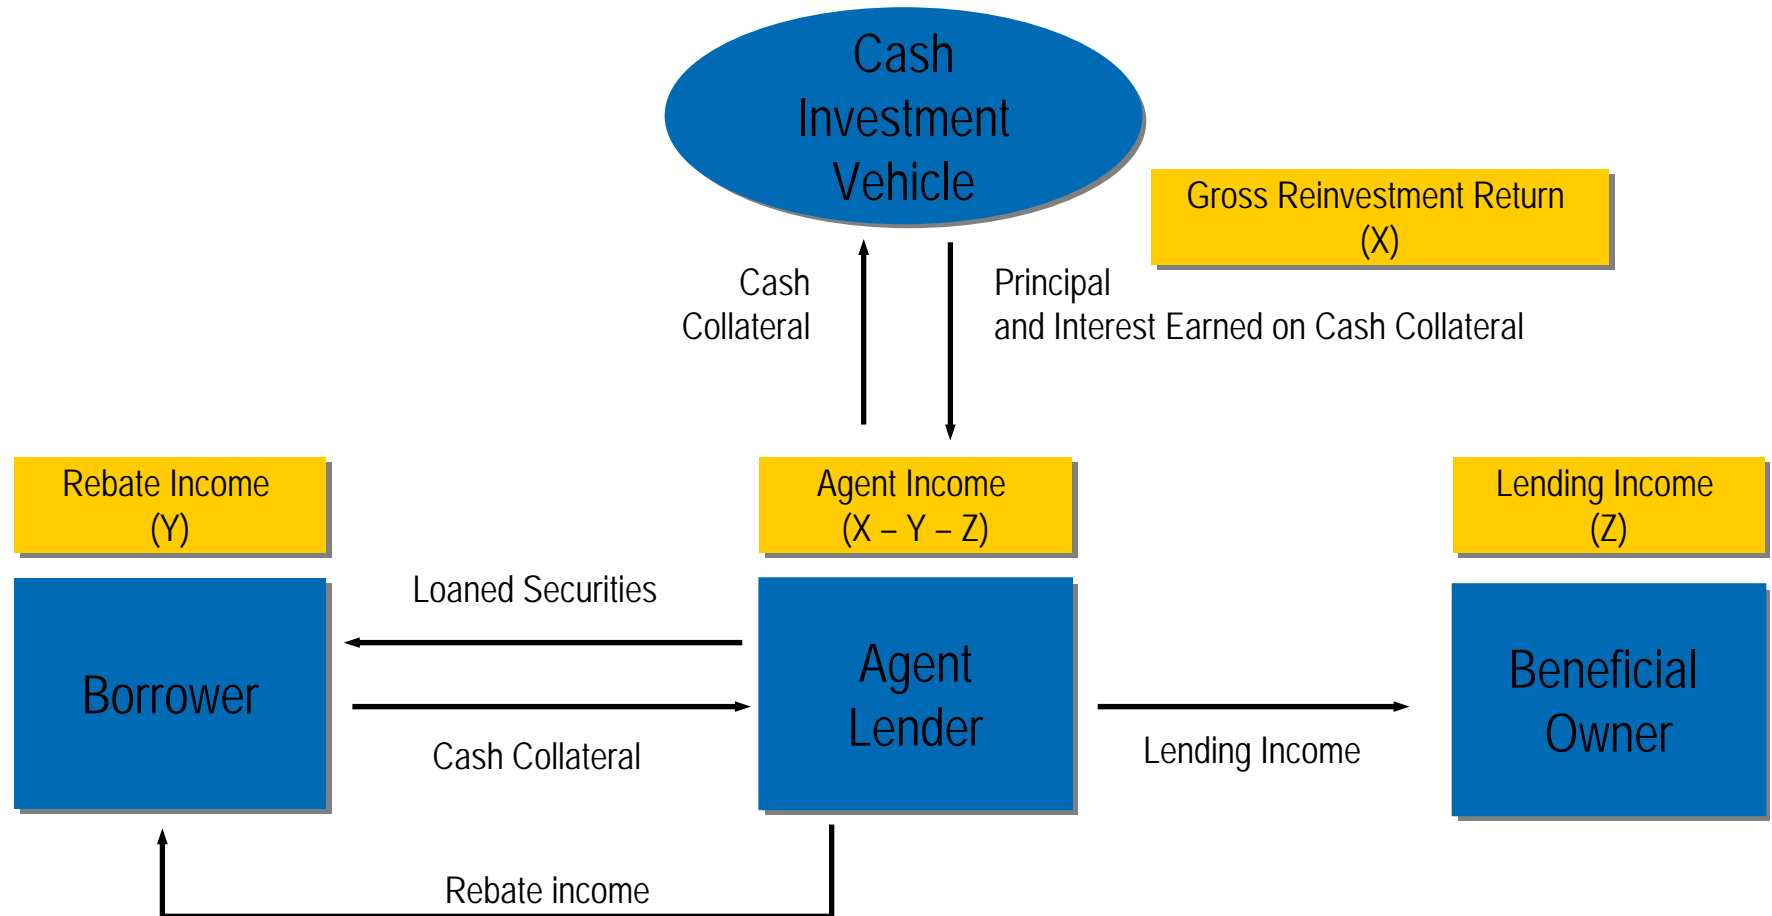 Cash
Investment
Vehicle
Gross Reinvestment Return
(X)
Cash
Collateral
Principal
and Interest Earned on Cash Collateral
Rebate Income
(Y)
Agent Income
(X – Y – Z)
Lending Income
(Z)
Loaned Securities
Borrower
Cash Collateral
Agent
Lender
Lending Income
Beneficial
Owner
Rebate income